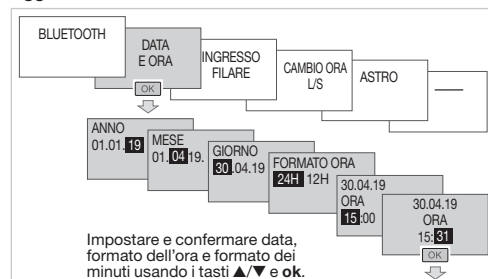 BLUETOOTH
DATA
E ORA
OK
INGRESSO
FILARE
CAMBIO ORA
L/S
ASTRO
ANNO
01.01.19
MESE
01.04.19.
GIORNO
30.04.19
FORMATO ORA
24H 12H
30.04.19
ORA
15:00
30.04.19
ORA
15:31
OK
Impostare e confermare data,
formato dell'ora e formato dei
minuti usando i tasti ▲/▼ e ok.